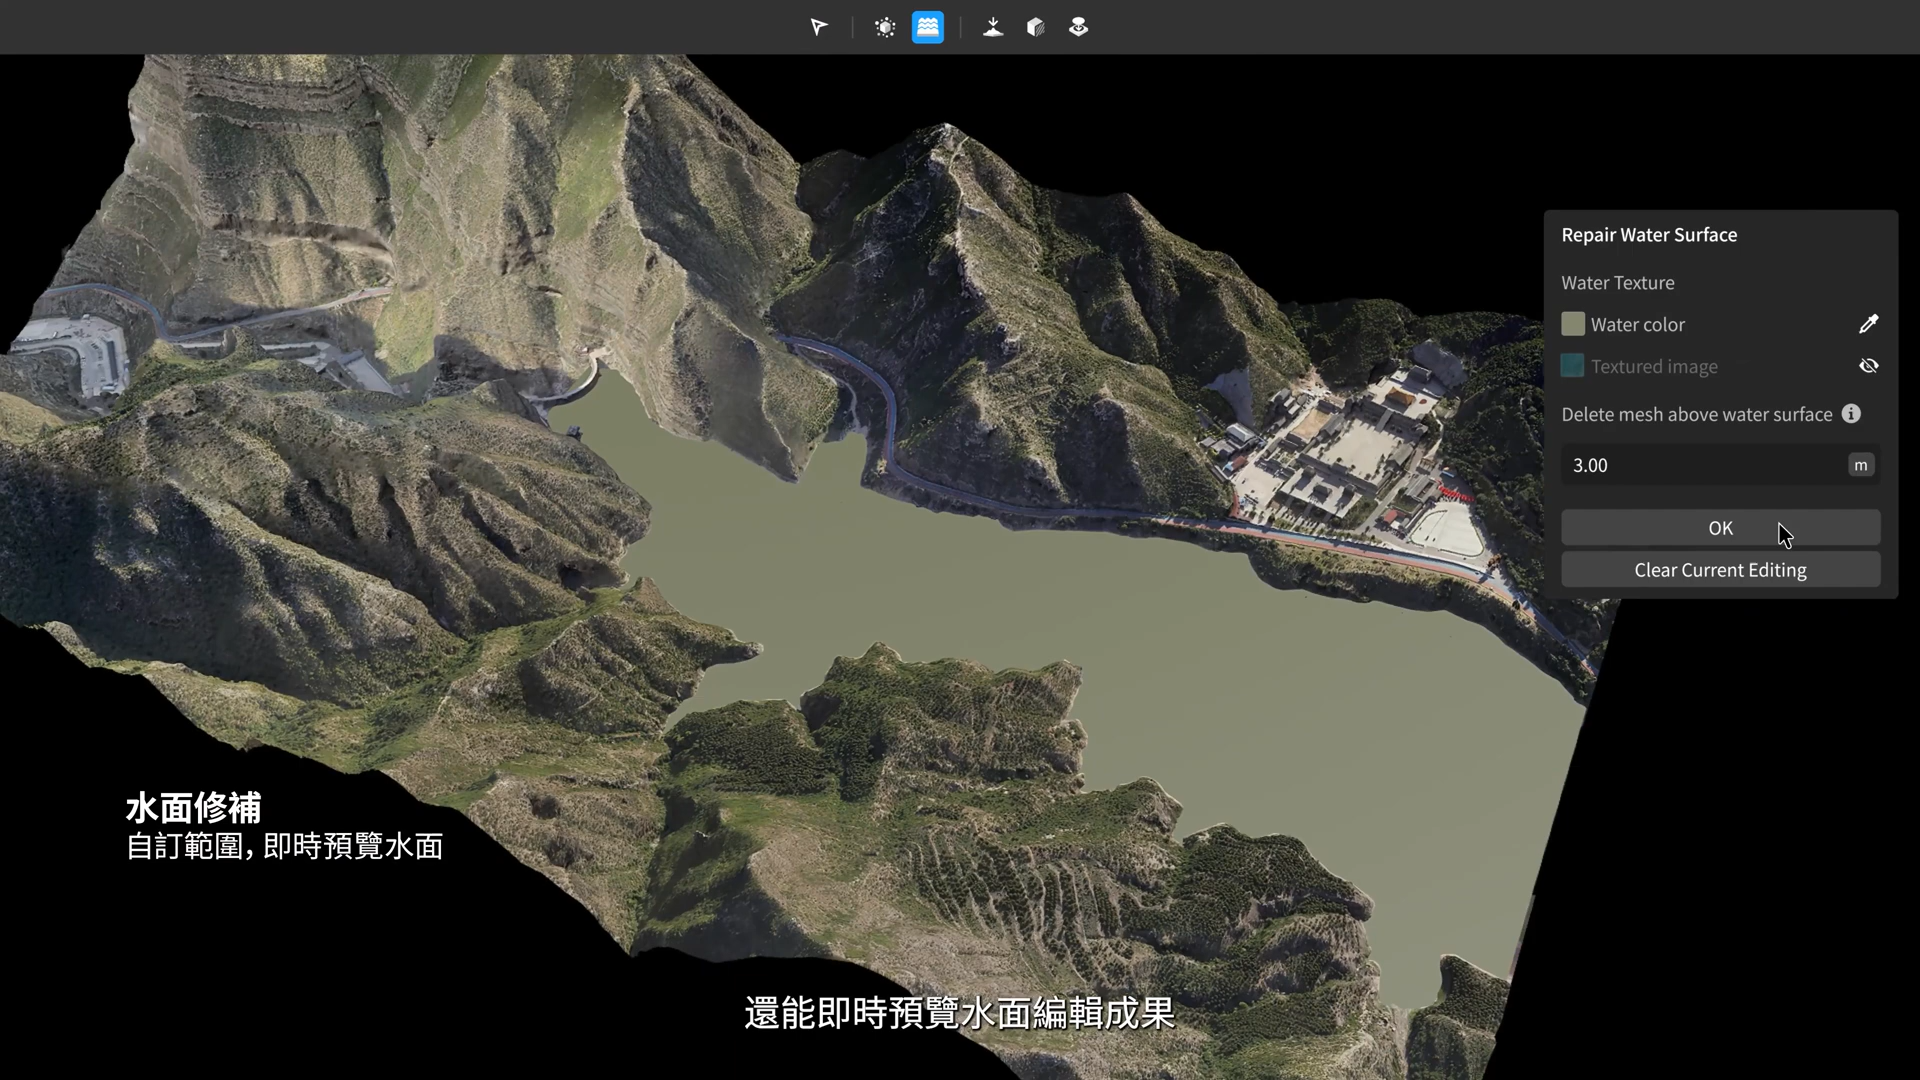 Repair Water Surface
Water Texture
Water color
Textured image
Delete mesh above water surface
3.00 m
OK
Clear Current Editing
水面修補
自訂範圍, 即時預覽水面
還能即時預覽水面編輯成果